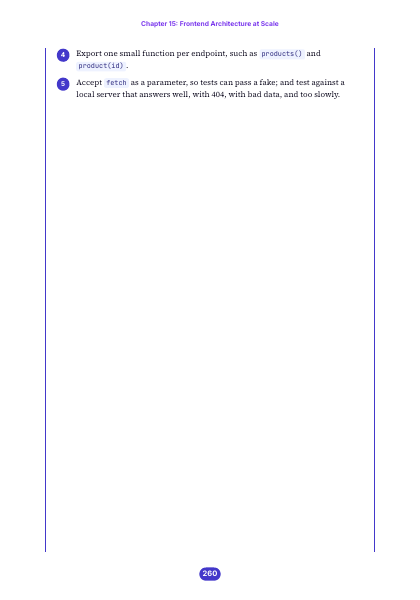 Chapter 15: Frontend Architecture at Scale
4 Export one small function per endpoint, such as products() and
product(id).
5 Accept fetch as a parameter, so tests can pass a fake; and test against a
local server that answers well, with 404, with bad data, and too slowly.
260